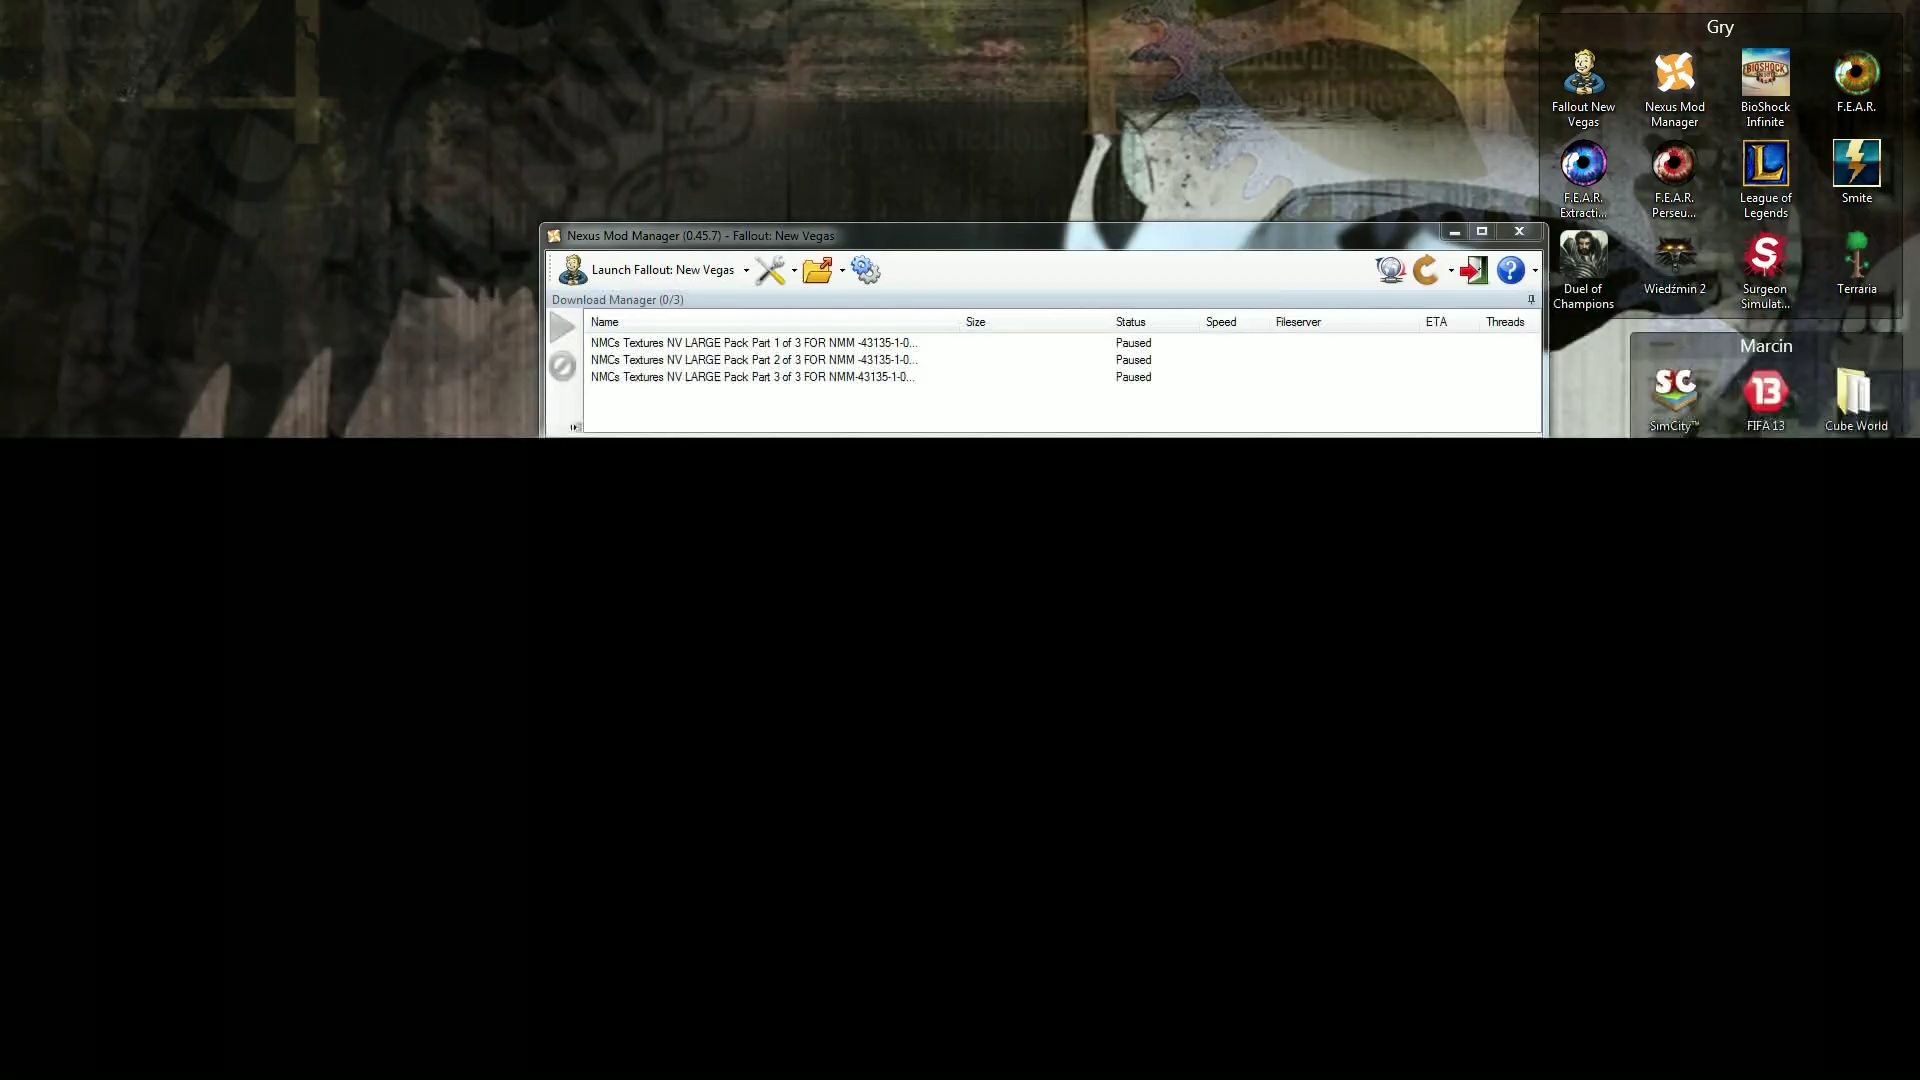 Gry
Fallout New
Vegas
Nexus Mod
Manager
BioShock
Infinite
F.E.A.R.
F.E.A.R.
Extracti...
F.E.A.R.
Perseu...
League of
Legends
Smite
Duel of
Champions
Wiedźmin 2
Surgeon
Simulat...
Terraria
Marcin
SimCity™
FIFA 13
Cube World
Nexus Mod Manager (0.45.7) - Fallout: New Vegas
Launch Fallout: New Vegas
Download Manager (0/3)
Name Size Status Speed Fileserver ETA Threads
NMCs Textures NV LARGE Pack Part 1 of 3 FOR NMM -43135-1-0... Paused
NMCs Textures NV LARGE Pack Part 2 of 3 FOR NMM -43135-1-0... Paused
NMCs Textures NV LARGE Pack Part 3 of 3 FOR NMM-43135-1-0... Paused